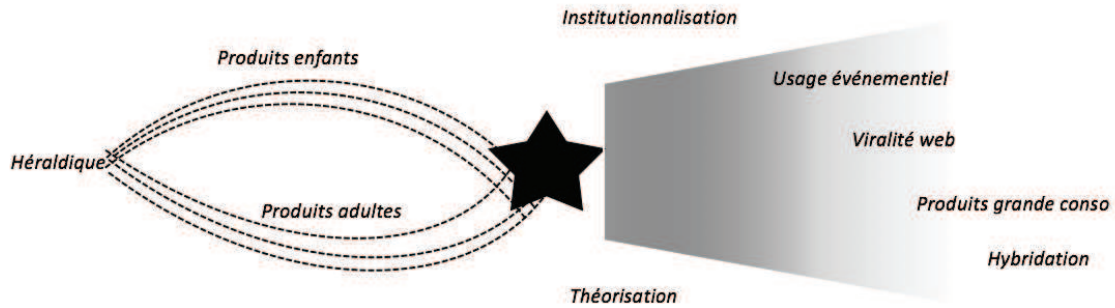 Institutionnalisation
Produits enfants
Usage événementiel
Viralité web
Héraldique
Produits adultes
Produits grande conso
Hybridation
Théorisation